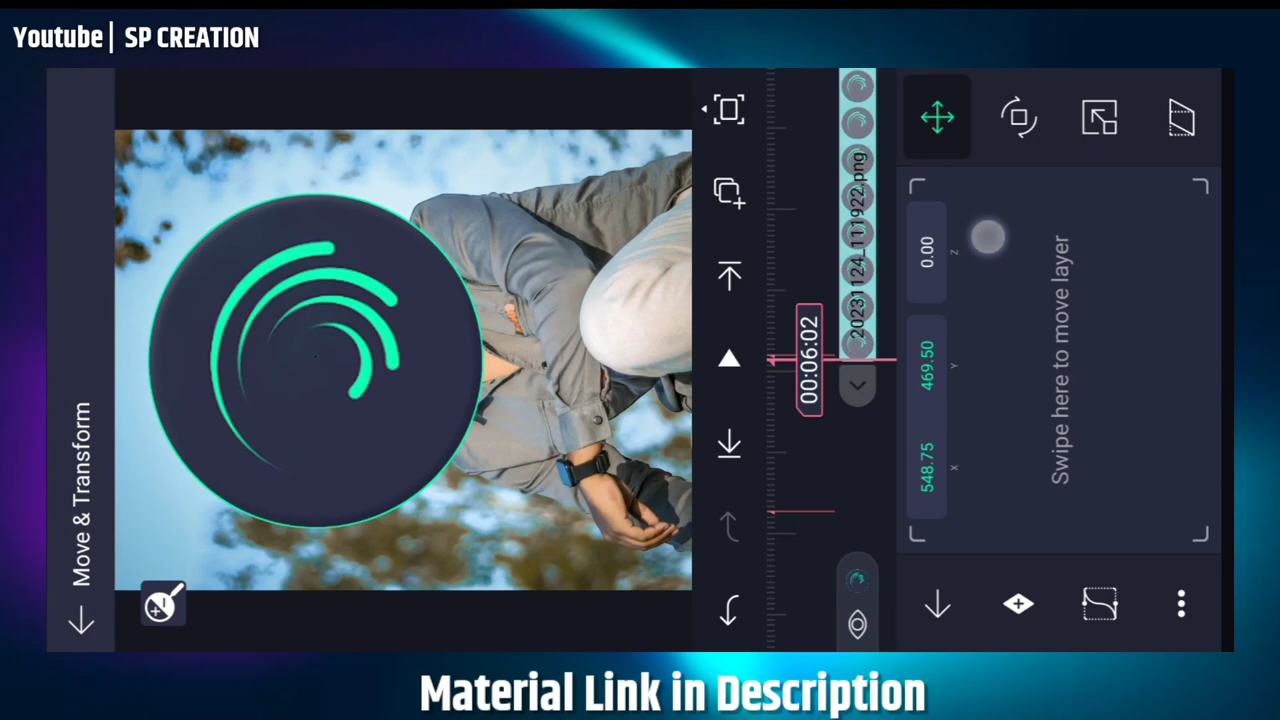 Youtube | SP CREATION
Move & Transform
00:06:02
20231124_111922.png
548.75
469.50
0.00
X
Y
Z
Swipe here to move layer
Material Link in Description